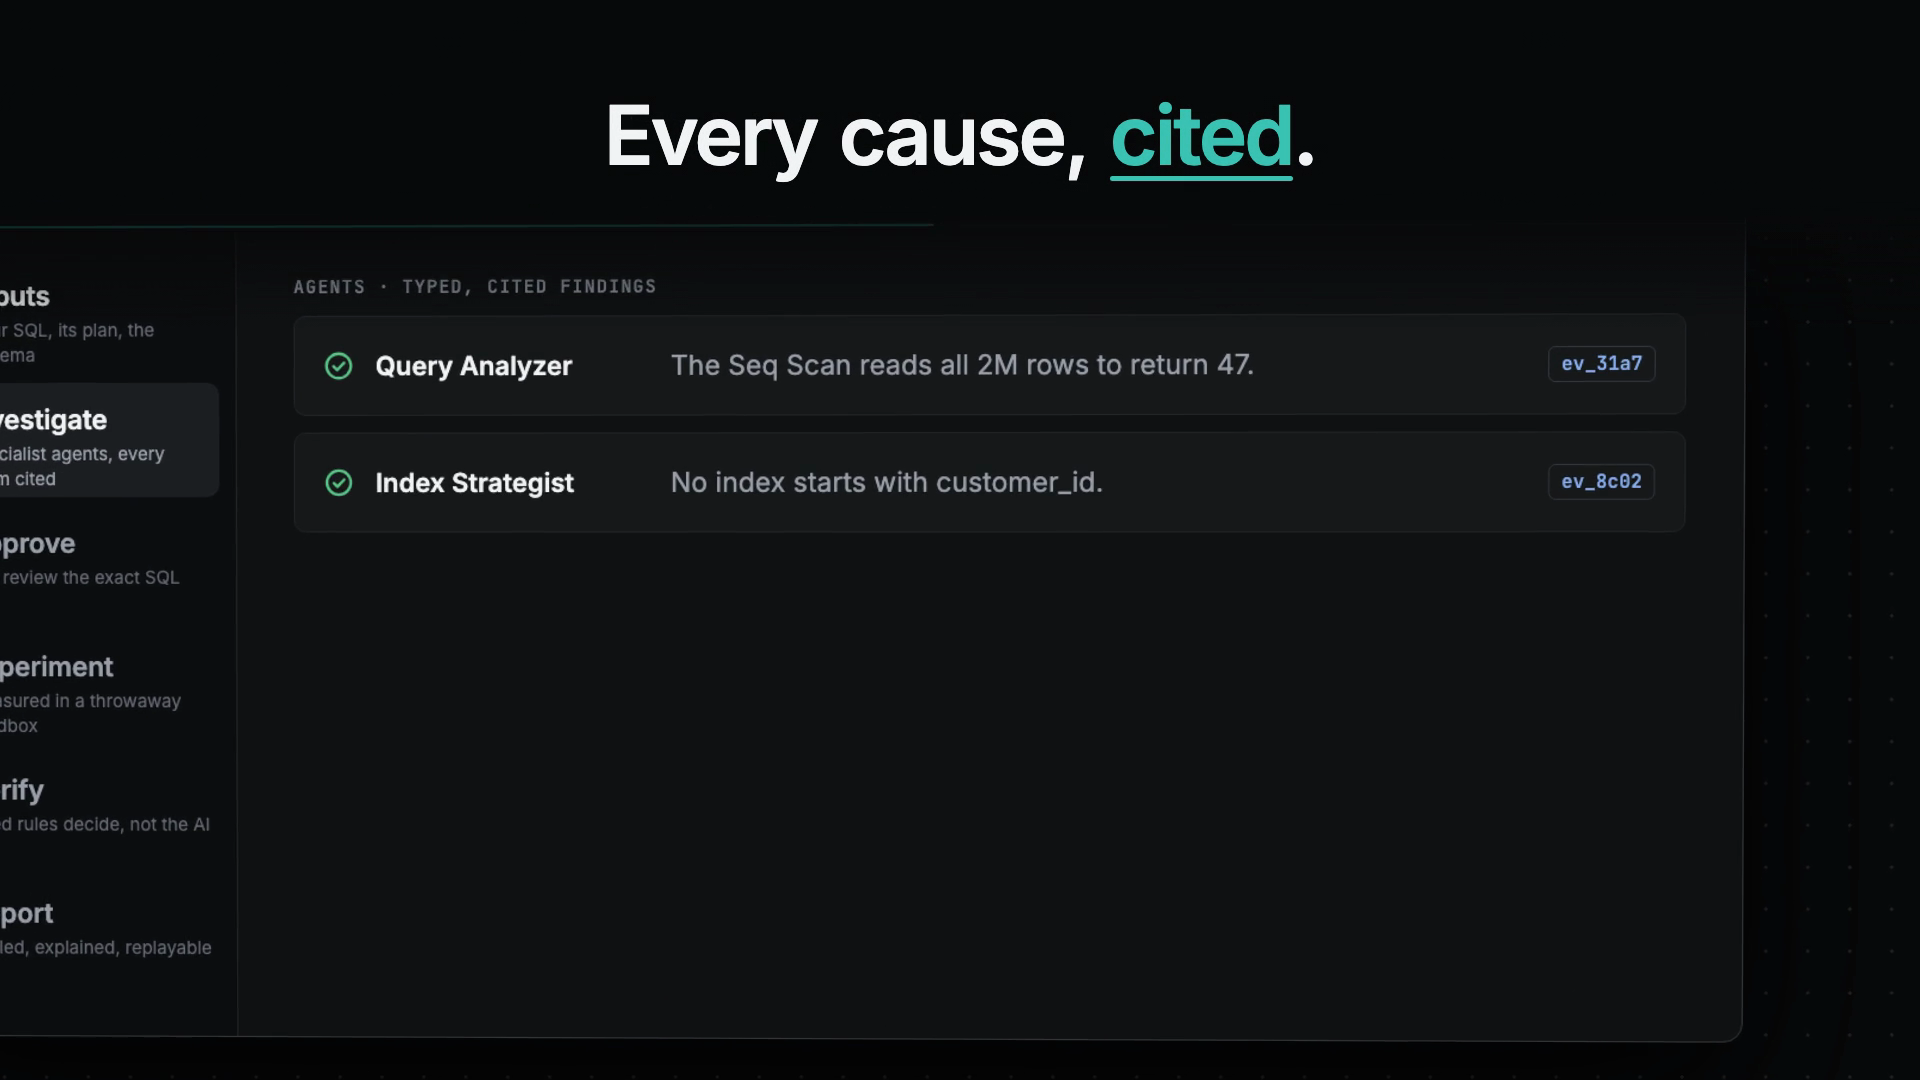 Every cause, cited.
AGENTS · TYPED, CITED FINDINGS
Query Analyzer The Seq Scan reads all 2M rows to return 47. ev_31a7
Index Strategist No index starts with customer_id. ev_8c02
puts
r SQL, its plan, the
ema
vestigate
cialist agents, every
m cited
pprove
review the exact SQL
periment
asured in a throwaway
dbox
rify
ed rules decide, not the AI
port
led, explained, replayable